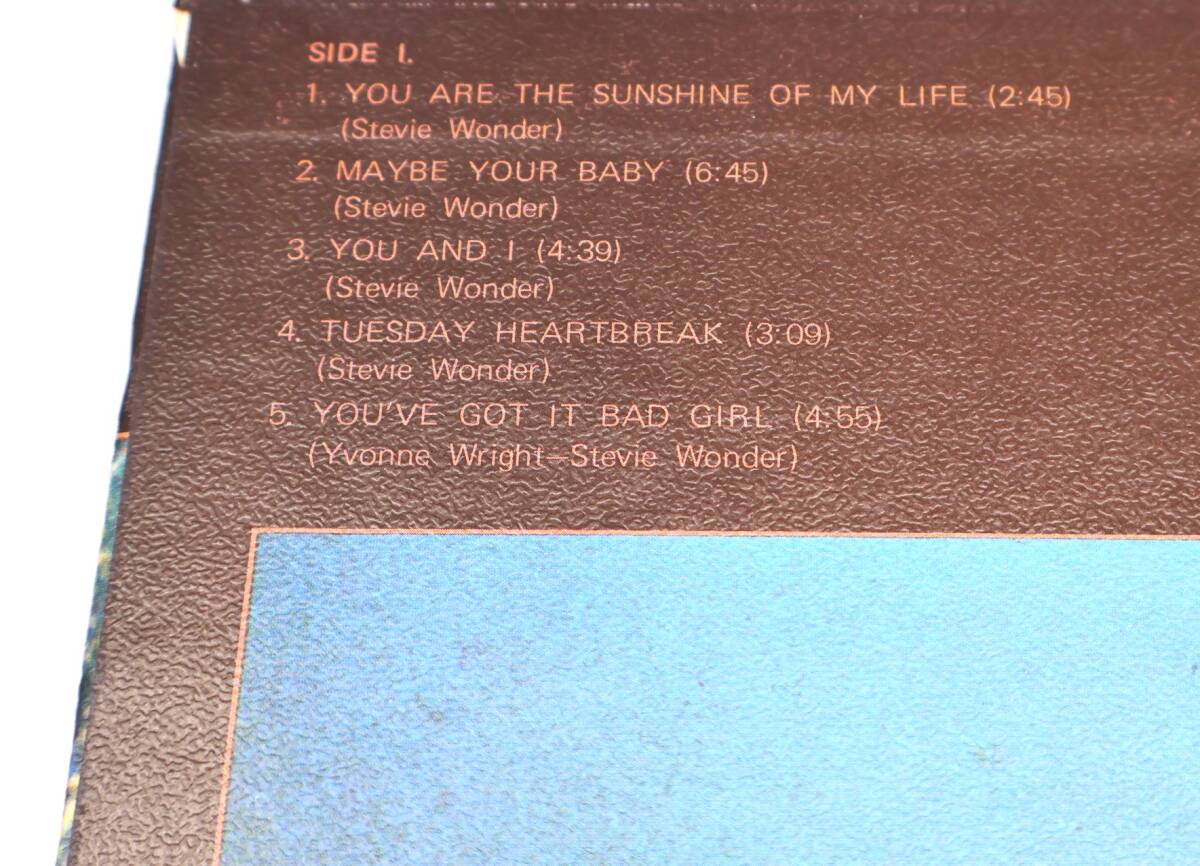 SIDE I.
1. YOU ARE THE SUNSHINE OF MY LIFE (2:45)
(Stevie Wonder)
2. MAYBE YOUR BABY (6:45)
(Stevie Wonder)
3. YOU AND I (4:39)
(Stevie Wonder)
4. TUESDAY HEARTBREAK (3:09)
(Stevie Wonder)
5. YOU'VE GOT IT BAD GIRL (4:55)
(Yvonne Wright—Stevie Wonder)